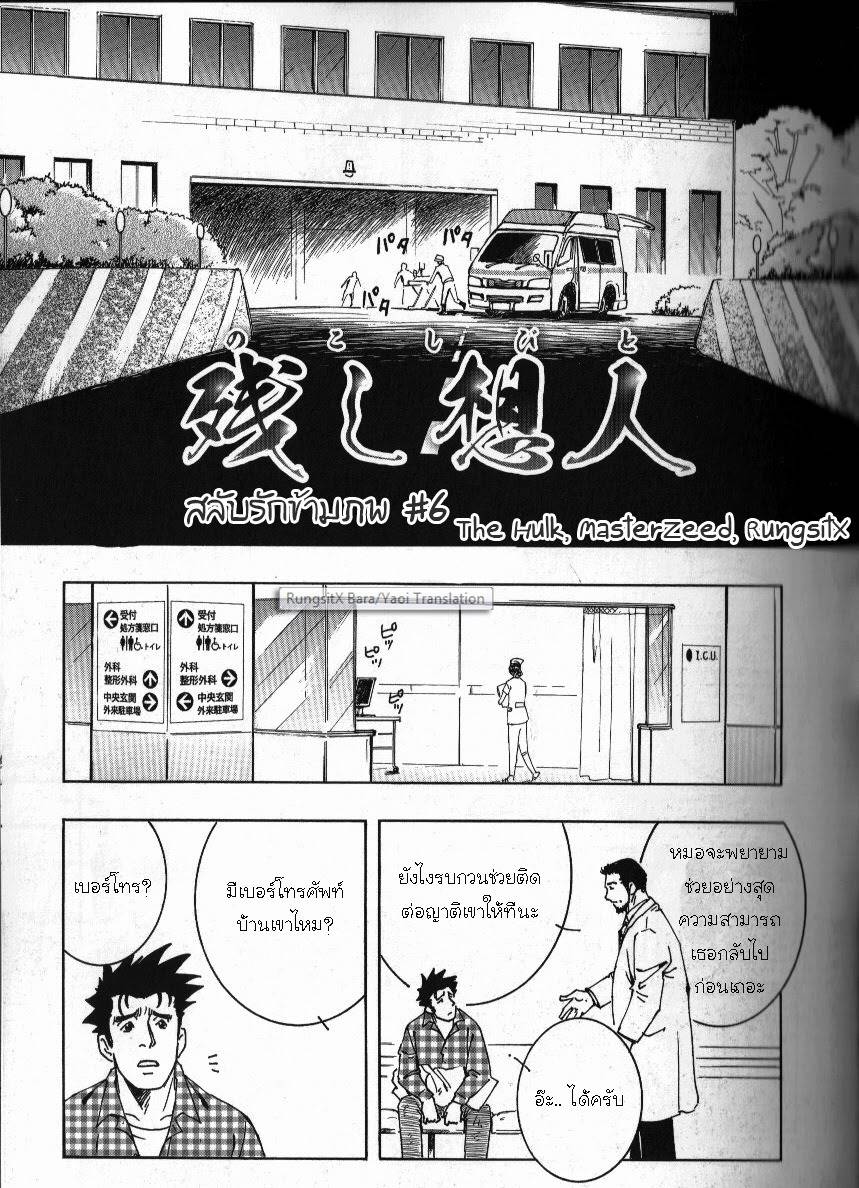 パタ
パタ
パタ
のこしびと
残し想人
สลับรักข้ามภพ #6
The Hulk, MasterZeed, RungsitX
RungsitX Bara/Yaoi Translation
受付
処方箋窓口
トイレ
外科
整形外科
中央玄関
外来駐車場
受付
処方箋窓口
トイレ
外科
整形外科
中央玄関
外来駐車場
ピッ
ピッ
ピッ
I.C.U.
หมอจะพยายาม
ช่วยอย่างสุด
ความสามารถ
เธอกลับไป
ก่อนเถอะ
ยังไงรบกวนช่วยติด
ต่อญาติเขาให้ทีนะ
อ๊ะ.. ได้ครับ
มีเบอร์โทรศัพท์
บ้านเขาไหม?
เบอร์โทร?